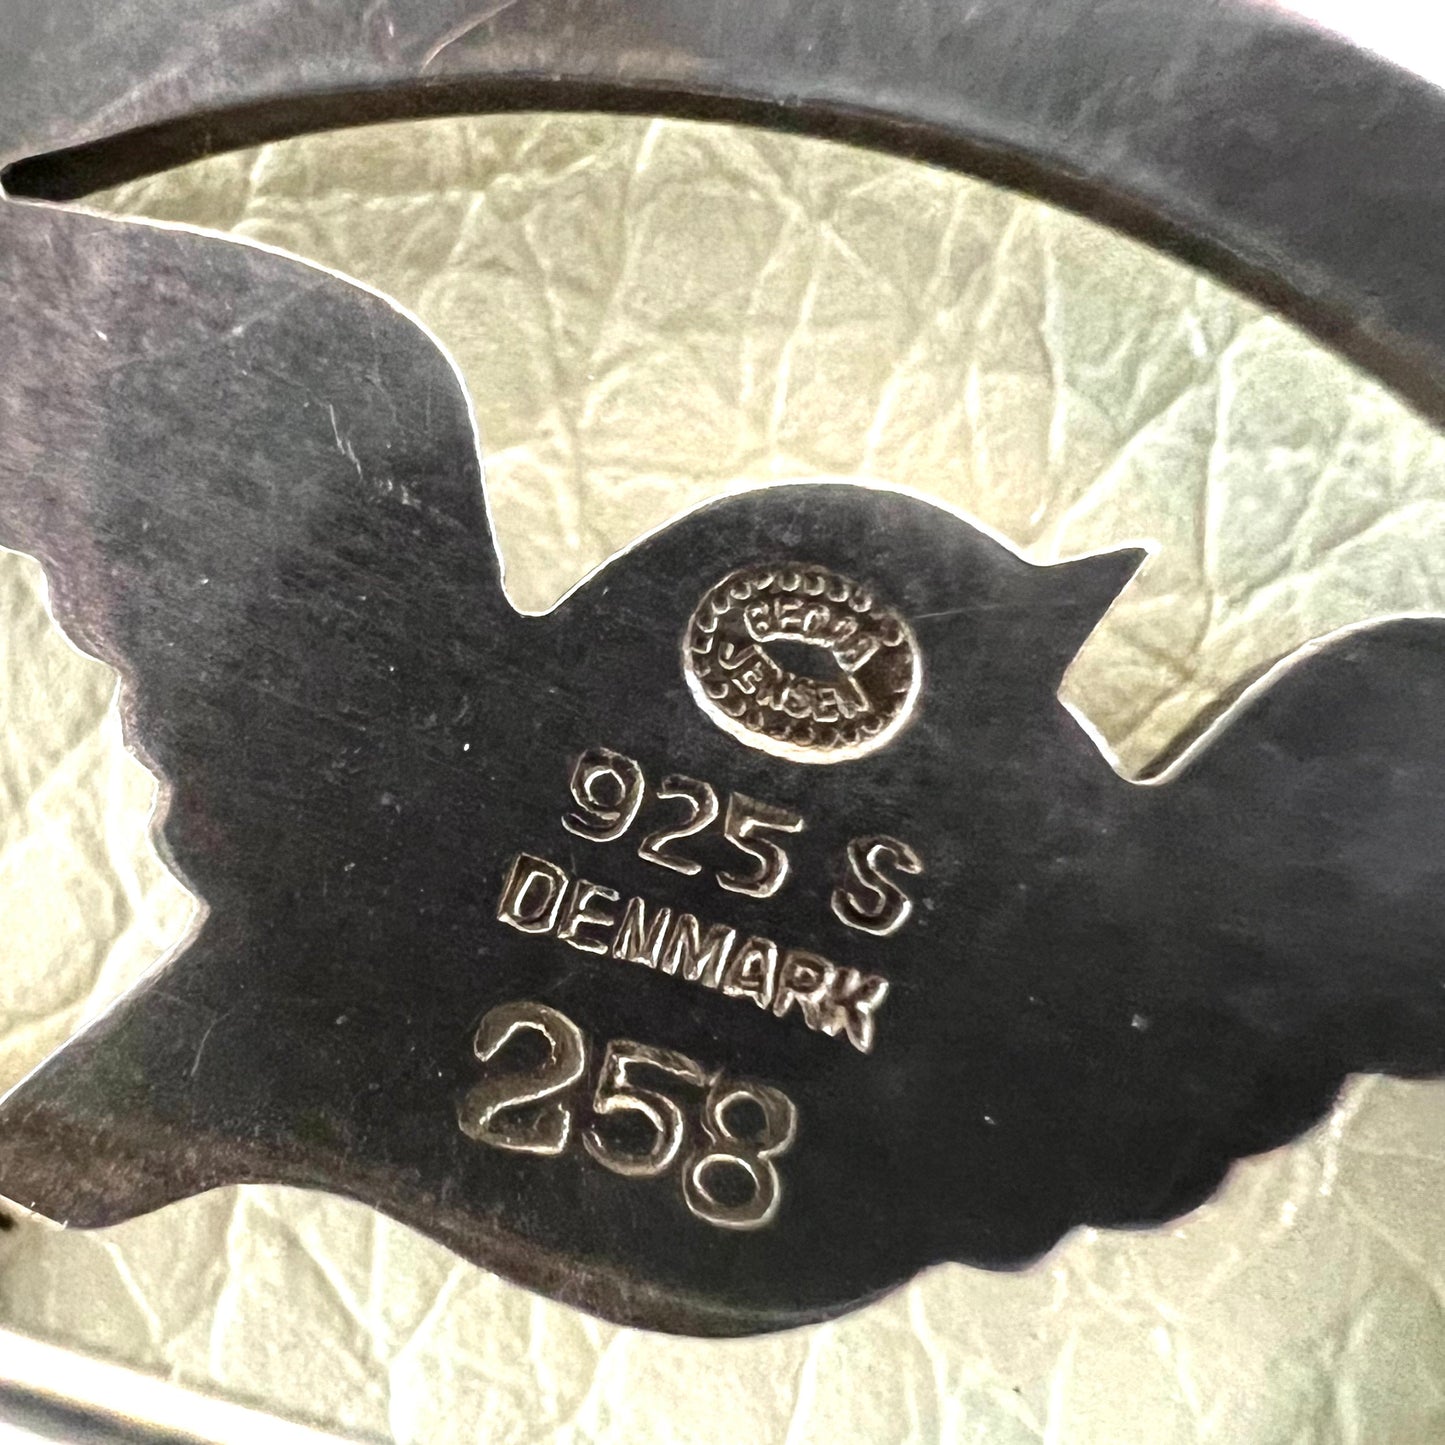 GEORG
JENSEN
925 S
DENMARK
258